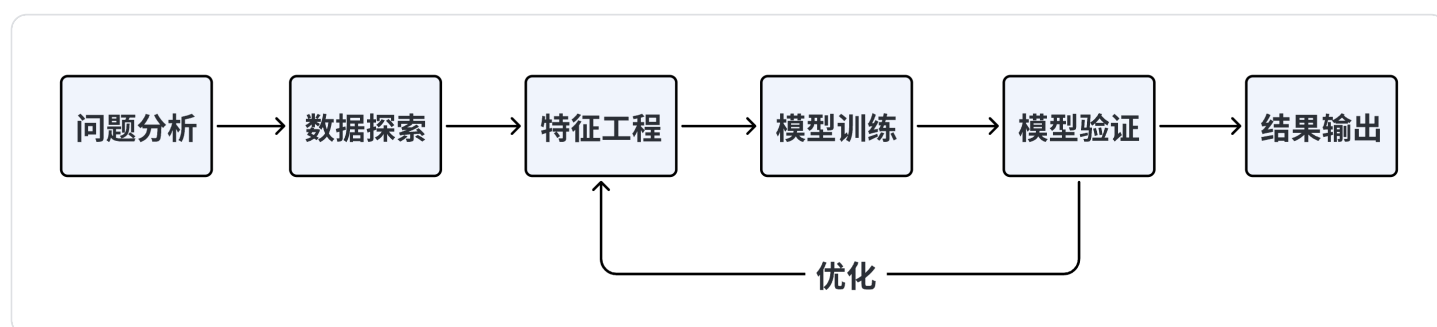 问题分析
数据探索
特征工程
模型训练
模型验证
结果输出
优化